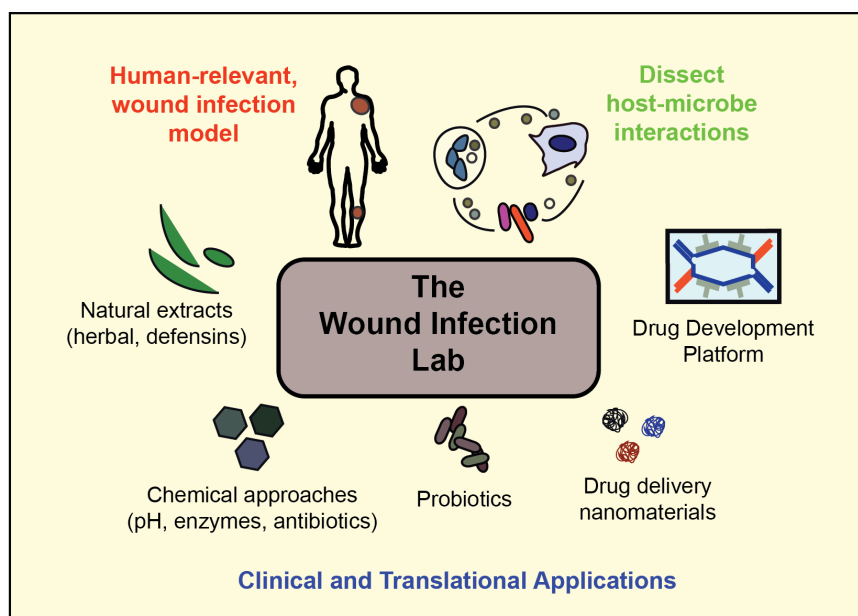 Human-relevant,
wound infection
model
Dissect
host-microbe
interactions
The
Wound Infection
Lab
Natural extracts
(herbal, defensins)
Drug Development
Platform
Chemical approaches
(pH, enzymes, antibiotics)
Probiotics
Drug delivery
nanomaterials
Clinical and Translational Applications